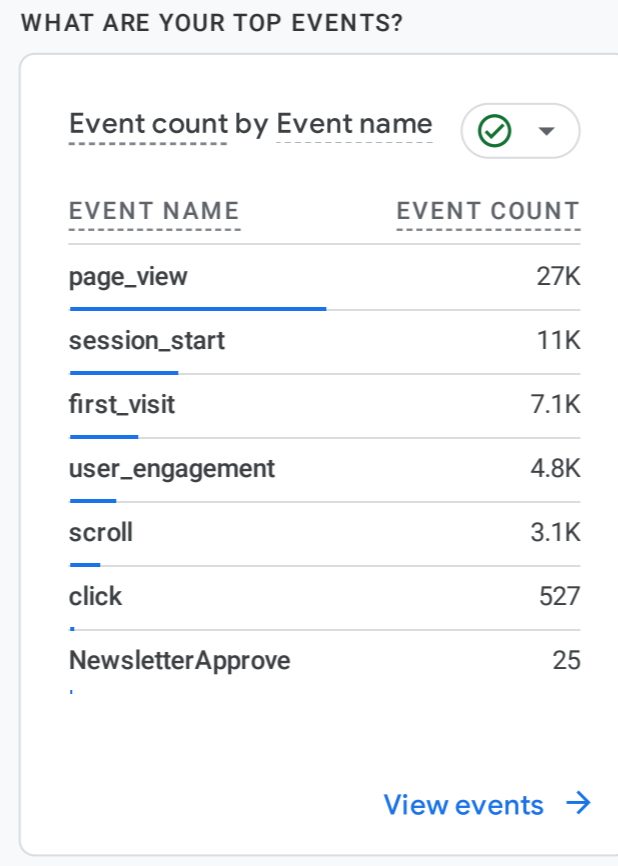 WHAT ARE YOUR TOP EVENTS?
Event count by Event name
EVENT NAME EVENT COUNT
page_view 27K
session_start 11K
first_visit 7.1K
user_engagement 4.8K
scroll 3.1K
click 527
NewsletterApprove 25
View events